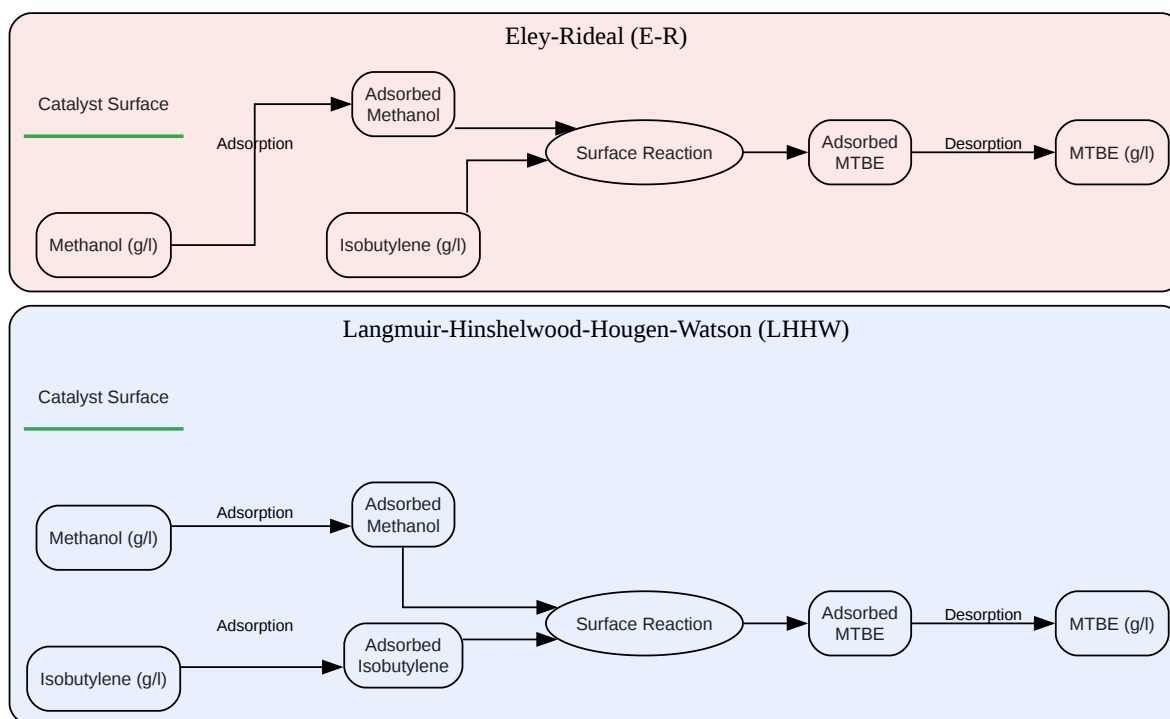 Eley-Rideal (E-R)
Catalyst Surface
Adsorbed
Methanol
Adsorption
Surface Reaction
Adsorbed
MTBE
Desorption
MTBE (g/l)
Methanol (g/l)
Isobutylene (g/l)
Langmuir-Hinshelwood-Hougen-Watson (LHHW)
Catalyst Surface
Methanol (g/l)
Adsorption
Adsorbed
Methanol
Adsorption
Isobutylene (g/l)
Adsorbed
Isobutylene
Surface Reaction
Adsorbed
MTBE
Desorption
MTBE (g/l)